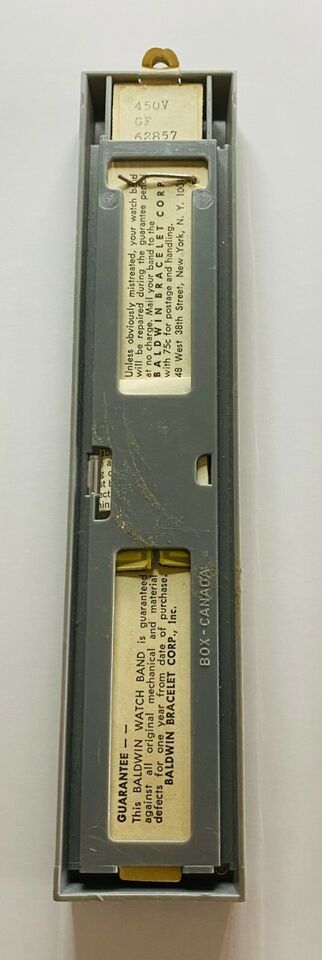 450V
GF
62857
Unless obviously mistreated, your watch band
will be repaired during the guarantee
at no charge. Mail your band to the
BALDWIN BRACELET CORP.
with 75c for postage and handling.
48 West 38th Street, New York, N. Y.
BOX-CANADA
GUARANTEE — —
This BALDWIN WATCH BAND is guaranteed
against all original mechanical and material
defects for one year from date of purchase.
BALDWIN BRACELET CORP., Inc.